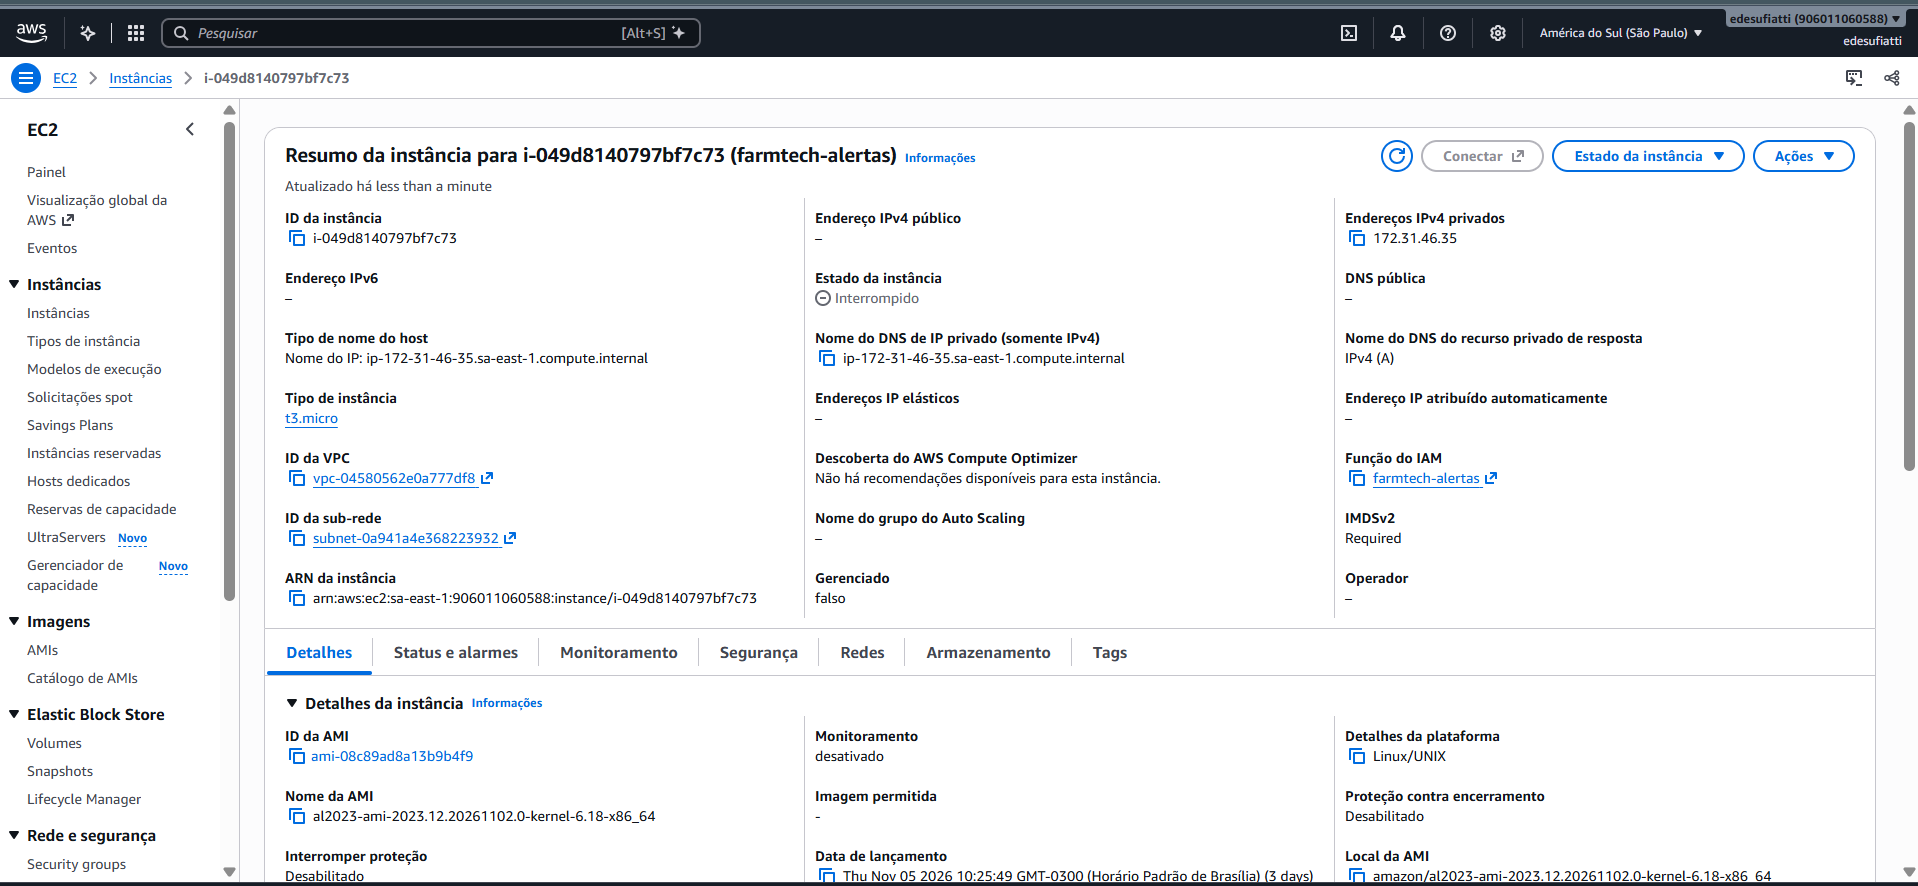 aws
Pesquisar
[Alt+S]
América do Sul (São Paulo)
edesufiatti (906011060588)
edesufiatti
EC2
Instâncias
i-049d8140797bf7c73
EC2
Painel
Visualização global da
AWS
Eventos
Instâncias
Instâncias
Tipos de instância
Modelos de execução
Solicitações spot
Savings Plans
Instâncias reservadas
Hosts dedicados
Reservas de capacidade
UltraServers Novo
Gerenciador de Novo
capacidade
Imagens
AMIs
Catálogo de AMIs
Elastic Block Store
Volumes
Snapshots
Lifecycle Manager
Rede e segurança
Security groups
Resumo da instância para i-049d8140797bf7c73 (farmtech-alertas) Informações
Conectar
Estado da instância
Ações
Atualizado há less than a minute
ID da instância
i-049d8140797bf7c73
Endereço IPv4 público
–
Endereços IPv4 privados
172.31.46.35
Endereço IPv6
–
Estado da instância
Interrompido
DNS pública
–
Tipo de nome do host
Nome do IP: ip-172-31-46-35.sa-east-1.compute.internal
Nome do DNS de IP privado (somente IPv4)
ip-172-31-46-35.sa-east-1.compute.internal
Nome do DNS do recurso privado de resposta
IPv4 (A)
Tipo de instância
t3.micro
Endereços IP elásticos
–
Endereço IP atribuído automaticamente
–
ID da VPC
vpc-04580562e0a777df8
Descoberta do AWS Compute Optimizer
Não há recomendações disponíveis para esta instância.
Função do IAM
farmtech-alertas
ID da sub-rede
subnet-0a941a4e368223932
Nome do grupo do Auto Scaling
–
IMDSv2
Required
ARN da instância
arn:aws:ec2:sa-east-1:906011060588:instance/i-049d8140797bf7c73
Gerenciado
falso
Operador
–
Detalhes
Status e alarmes
Monitoramento
Segurança
Redes
Armazenamento
Tags
Detalhes da instância Informações
ID da AMI
ami-08c89ad8a13b9b4f9
Monitoramento
desativado
Detalhes da plataforma
Linux/UNIX
Nome da AMI
al2023-ami-2023.12.20261102.0-kernel-6.18-x86_64
Imagem permitida
-
Proteção contra encerramento
Desabilitado
Interromper proteção
Desabilitado
Data de lançamento
Thu Nov 05 2026 10:25:49 GMT-0300 (Horário Padrão de Brasília) (3 days)
Local da AMI
amazon/al2023-ami-2023.12.20261102.0-kernel-6.18-x86_64